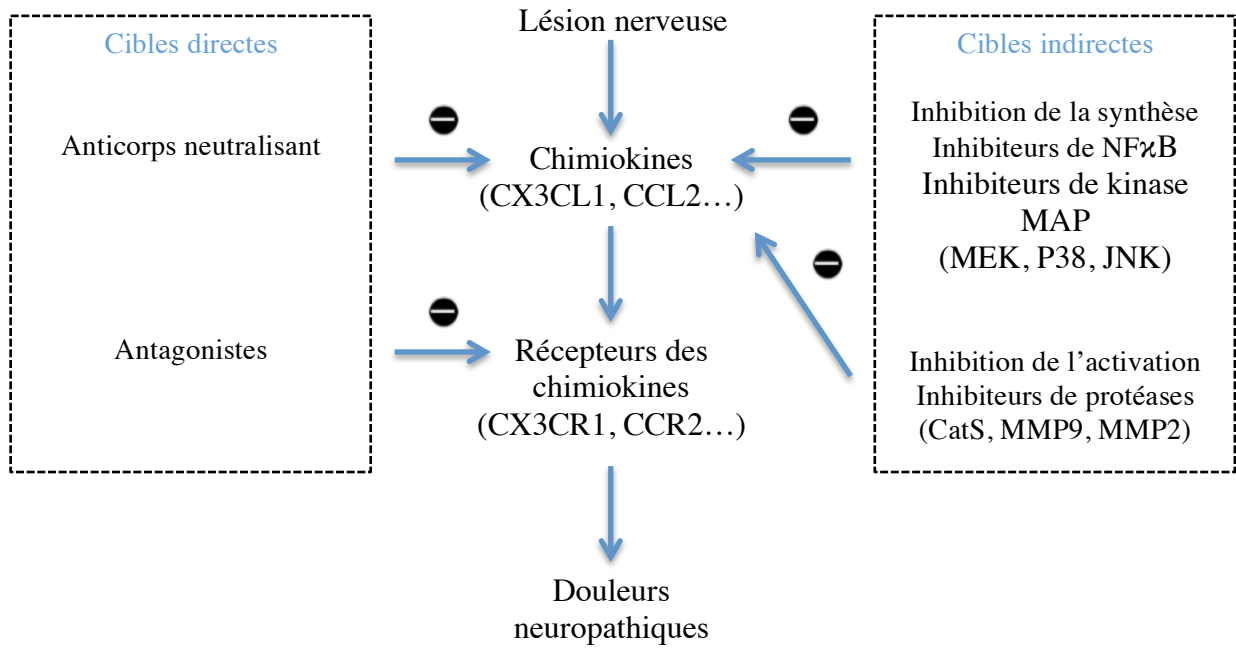 Cibles directes
Anticorps neutralisant
Antagonistes
Lésion nerveuse
Chimiokines
(CX3CL1, CCL2…)
Récepteurs des
chimiokines
(CX3CR1, CCR2…)
Douleurs
neuropathiques
Cibles indirectes
Inhibition de la synthèse
Inhibiteurs de NFϰB
Inhibiteurs de kinase
MAP
(MEK, P38, JNK)
Inhibition de l’activation
Inhibiteurs de protéases
(CatS, MMP9, MMP2)